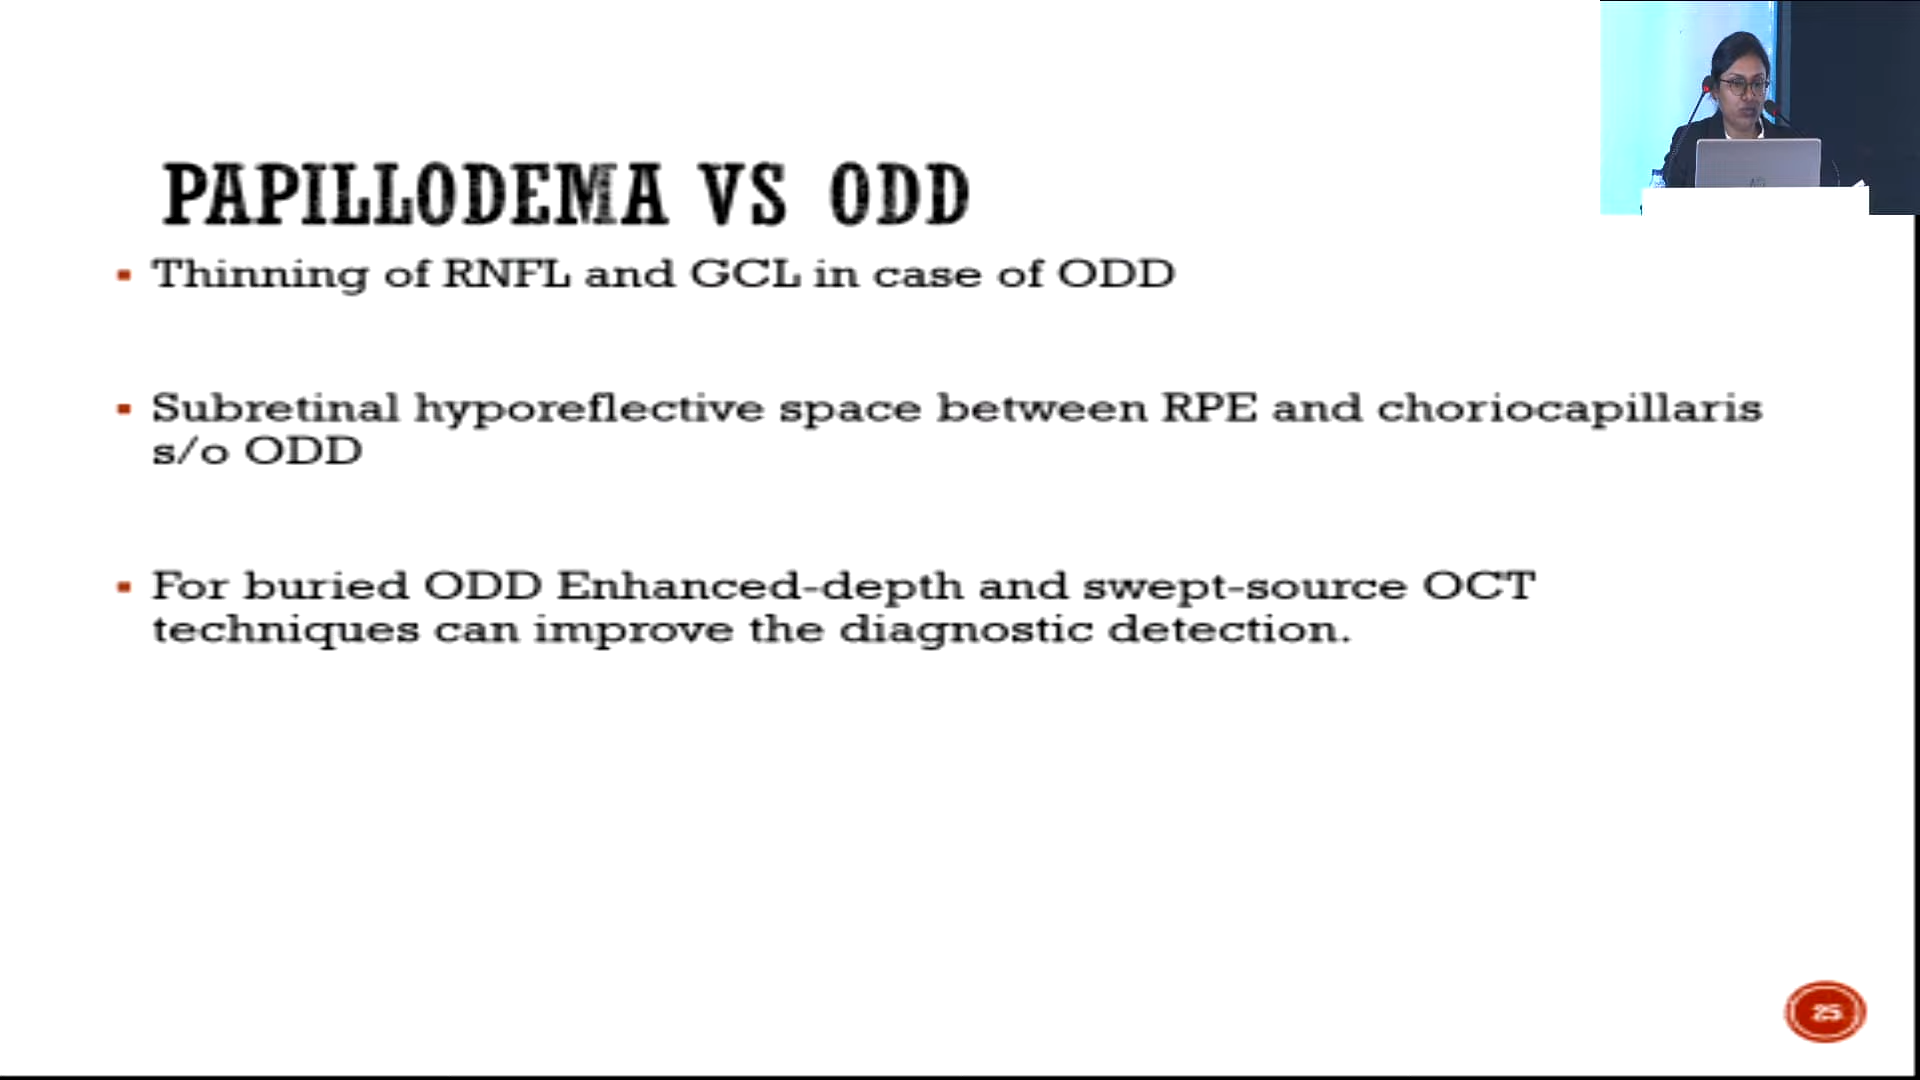 PAPILLODEMA VS ODD
Thinning of RNFL and GCL in case of ODD
Subretinal hyporeflective space between RPE and choriocapillaris
s/o ODD
For buried ODD Enhanced-depth and swept-source OCT
techniques can improve the diagnostic detection.
25